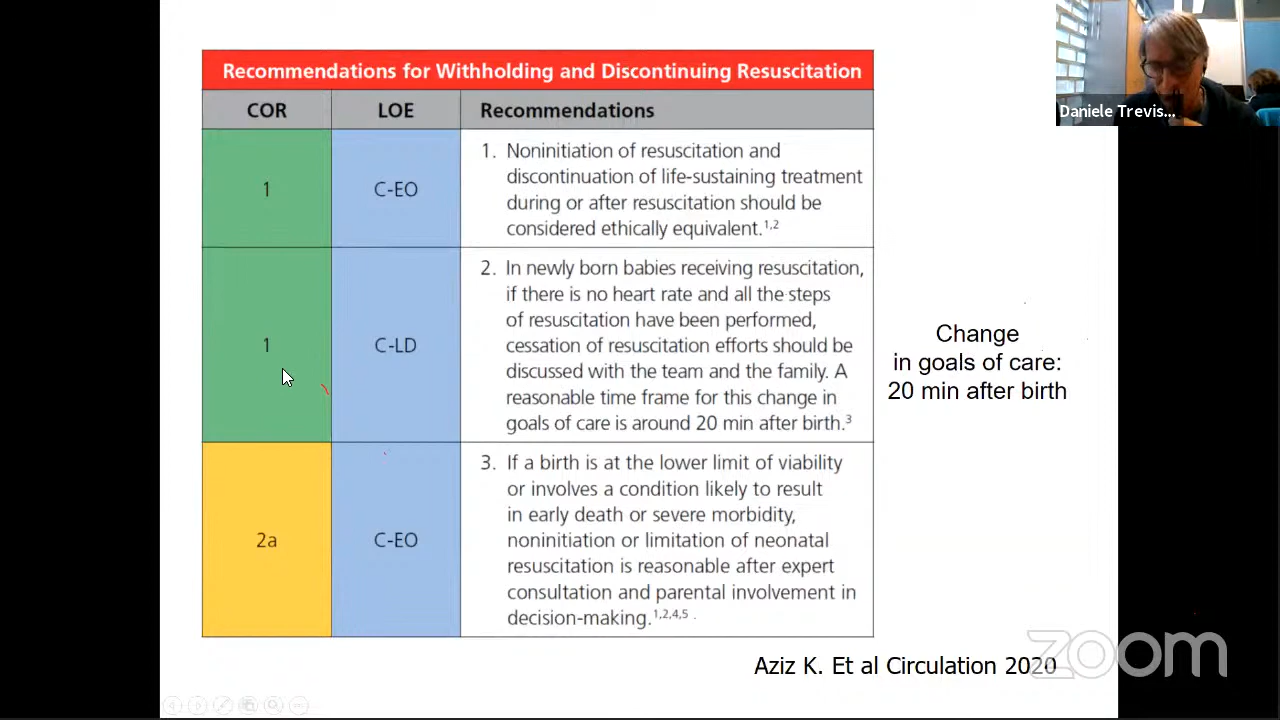 Recommendations for Withholding and Discontinuing Resuscitation
COR LOE Recommendations
1 C-EO 1. Noninitiation of resuscitation and
discontinuation of life-sustaining treatment
during or after resuscitation should be
considered ethically equivalent.1,2
1 C-LD 2. In newly born babies receiving resuscitation,
if there is no heart rate and all the steps
of resuscitation have been performed,
cessation of resuscitation efforts should be
discussed with the team and the family. A
reasonable time frame for this change in
goals of care is around 20 min after birth.3
2a C-EO 3. If a birth is at the lower limit of viability
or involves a condition likely to result
in early death or severe morbidity,
noninitiation or limitation of neonatal
resuscitation is reasonable after expert
consultation and parental involvement in
decision-making.1,2,4,5
Change
in goals of care:
20 min after birth
Aziz K. Et al Circulation 2020
Daniele Trevis...
zoom